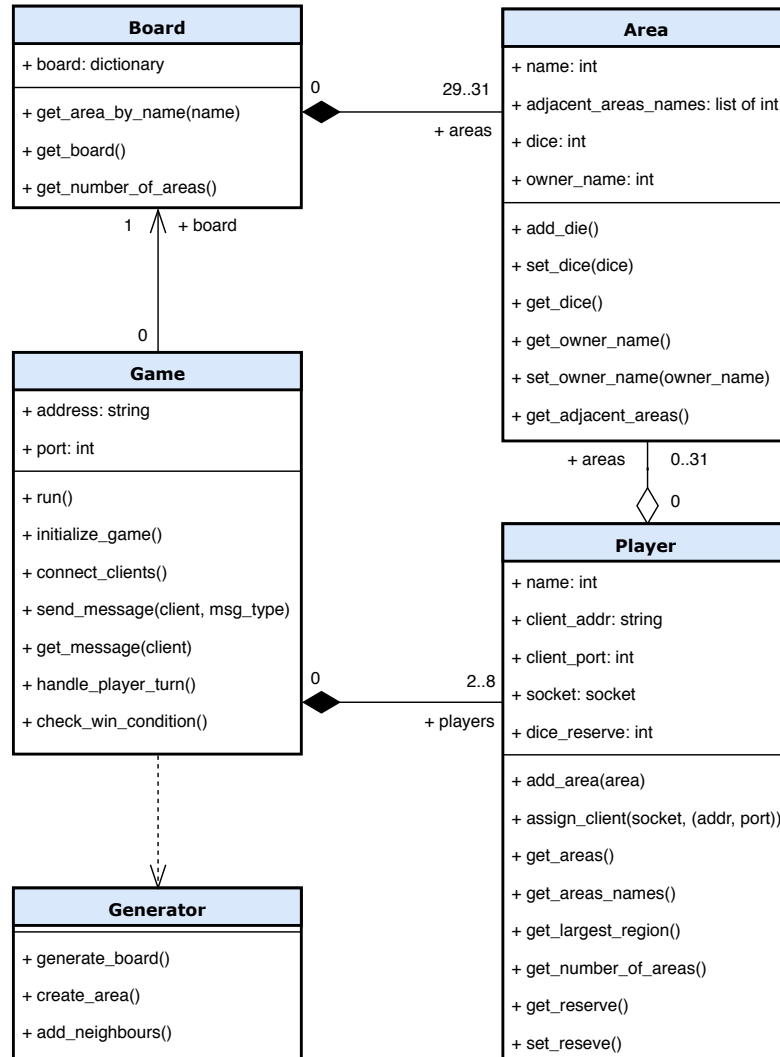 Board
+ board: dictionary
+ get_area_by_name(name)
+ get_board()
+ get_number_of_areas()
0
29..31
+ areas
Area
+ name: int
+ adjacent_areas_names: list of int
+ dice: int
+ owner_name: int
+ add_die()
+ set_dice(dice)
+ get_dice()
+ get_owner_name()
+ set_owner_name(owner_name)
+ get_adjacent_areas()
1
+ board
0
Game
+ address: string
+ port: int
+ run()
+ initialize_game()
+ connect_clients()
+ send_message(client, msg_type)
+ get_message(client)
+ handle_player_turn()
+ check_win_condition()
+ areas
0..31
0
0
2..8
+ players
Player
+ name: int
+ client_addr: string
+ client_port: int
+ socket: socket
+ dice_reserve: int
+ add_area(area)
+ assign_client(socket, (addr, port))
+ get_areas()
+ get_areas_names()
+ get_largest_region()
+ get_number_of_areas()
+ get_reserve()
+ set_reseve()
Generator
+ generate_board()
+ create_area()
+ add_neighbours()